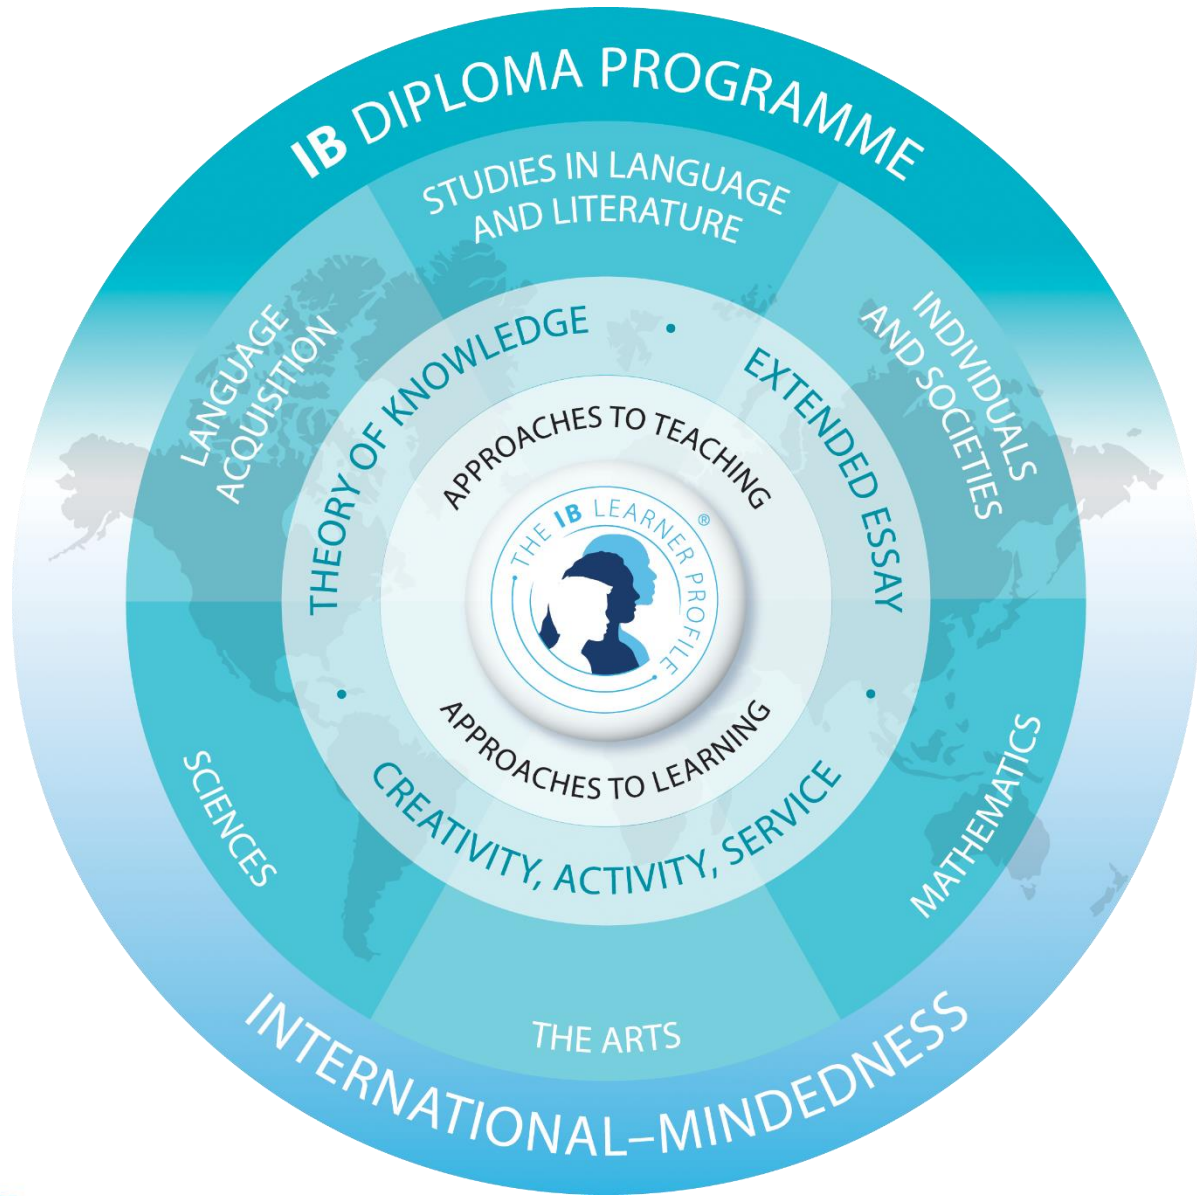 IB DIPLOMA PROGRAMME
STUDIES IN LANGUAGE
AND LITERATURE
LANGUAGE
ACQUISITION
INDIVIDUALS
AND SOCIETIES
THEORY OF KNOWLEDGE
•
EXTENDED ESSAY
•
CREATIVITY, ACTIVITY, SERVICE
•
APPROACHES TO TEACHING
• THE IB LEARNER PROFILE • ®
APPROACHES TO LEARNING
SCIENCES
MATHEMATICS
THE ARTS
INTERNATIONAL–MINDEDNESS